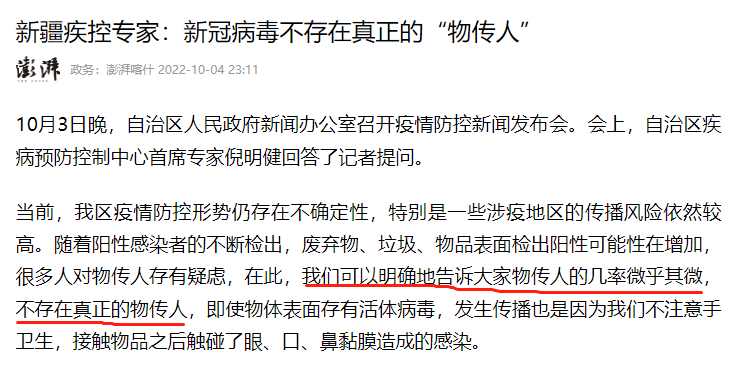 新疆疾控专家：新冠病毒不存在真正的“物传人”
澎湃 政务：澎湃喀什 2022-10-04 23:11
10月3日晚，自治区人民政府新闻办公室召开疫情防控新闻发布会。会上，自治区疾
病预防控制中心首席专家倪明健回答了记者提问。
当前，我区疫情防控形势仍存在不确定性，特别是一些涉疫地区的传播风险依然较
高。随着阳性感染者的不断检出，废弃物、垃圾、物品表面检出阳性可能性在增加，
很多人对物传人存有疑虑，在此，我们可以明确地告诉大家物传人的几率微乎其微，
不存在真正的物传人，即使物体表面存有活体病毒，发生传播也是因为我们不注意手
卫生，接触物品之后触碰了眼、口、鼻黏膜造成的感染。